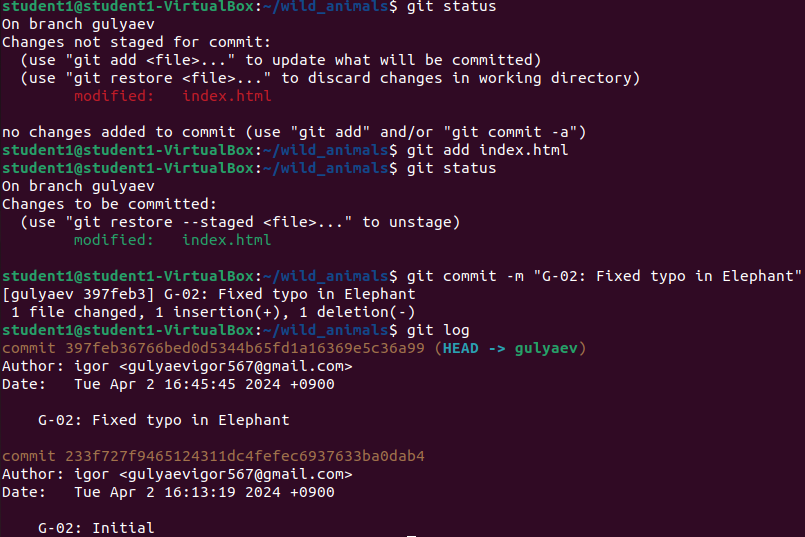 student1@student1-VirtualBox:~/wild_animals$ git status
On branch gulyaev
Changes not staged for commit:
  (use "git add <file>..." to update what will be committed)
  (use "git restore <file>..." to discard changes in working directory)
        modified:   index.html

no changes added to commit (use "git add" and/or "git commit -a")
student1@student1-VirtualBox:~/wild_animals$ git add index.html
student1@student1-VirtualBox:~/wild_animals$ git status
On branch gulyaev
Changes to be committed:
  (use "git restore --staged <file>..." to unstage)
        modified:   index.html

student1@student1-VirtualBox:~/wild_animals$ git commit -m "G-02: Fixed typo in Elephant"
[gulyaev 397feb3] G-02: Fixed typo in Elephant
 1 file changed, 1 insertion(+), 1 deletion(-)
student1@student1-VirtualBox:~/wild_animals$ git log
commit 397feb36766bed0d5344b65fd1a16369e5c36a99 (HEAD -> gulyaev)
Author: igor <gulyaevigor567@gmail.com>
Date:   Tue Apr 2 16:45:45 2024 +0900

    G-02: Fixed typo in Elephant

commit 233f727f9465124311dc4fefec6937633ba0dab4
Author: igor <gulyaevigor567@gmail.com>
Date:   Tue Apr 2 16:13:19 2024 +0900

    G-02: Initial